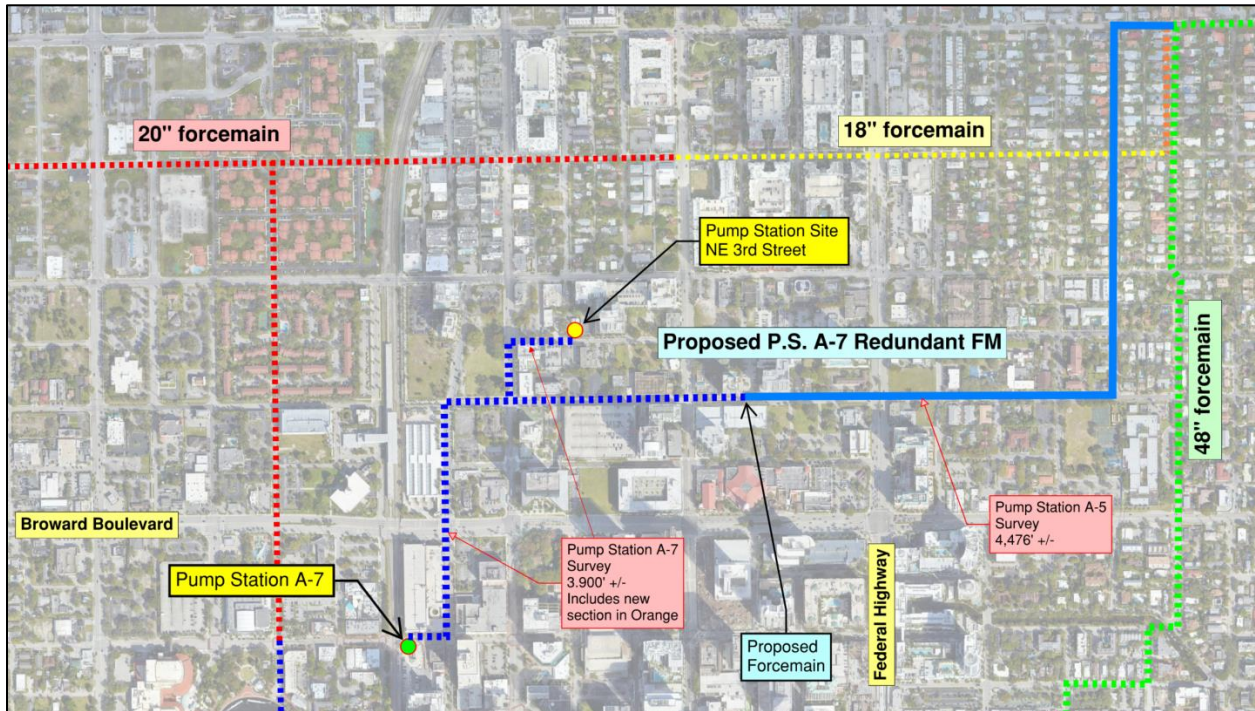 20" forcemain
18" forcemain
Pump Station Site
NE 3rd Street
Proposed P.S. A-7 Redundant FM
48" forcemain
Broward Boulevard
Pump Station A-7
Pump Station A-7
Survey
3.900' +/-
Includes new
section in Orange
Proposed
Forcemain
Federal Highway
Pump Station A-5
Survey
4,476' +/-